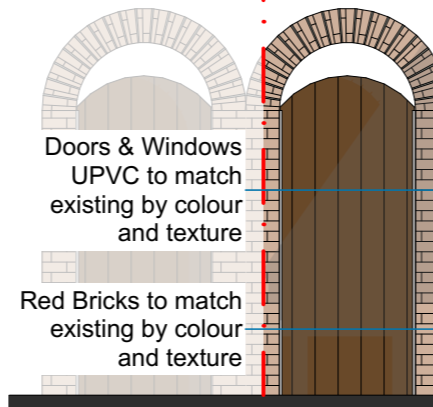 Doors & Windows
UPVC to match
existing by colour
and texture
Red Bricks to match
existing by colour
and texture